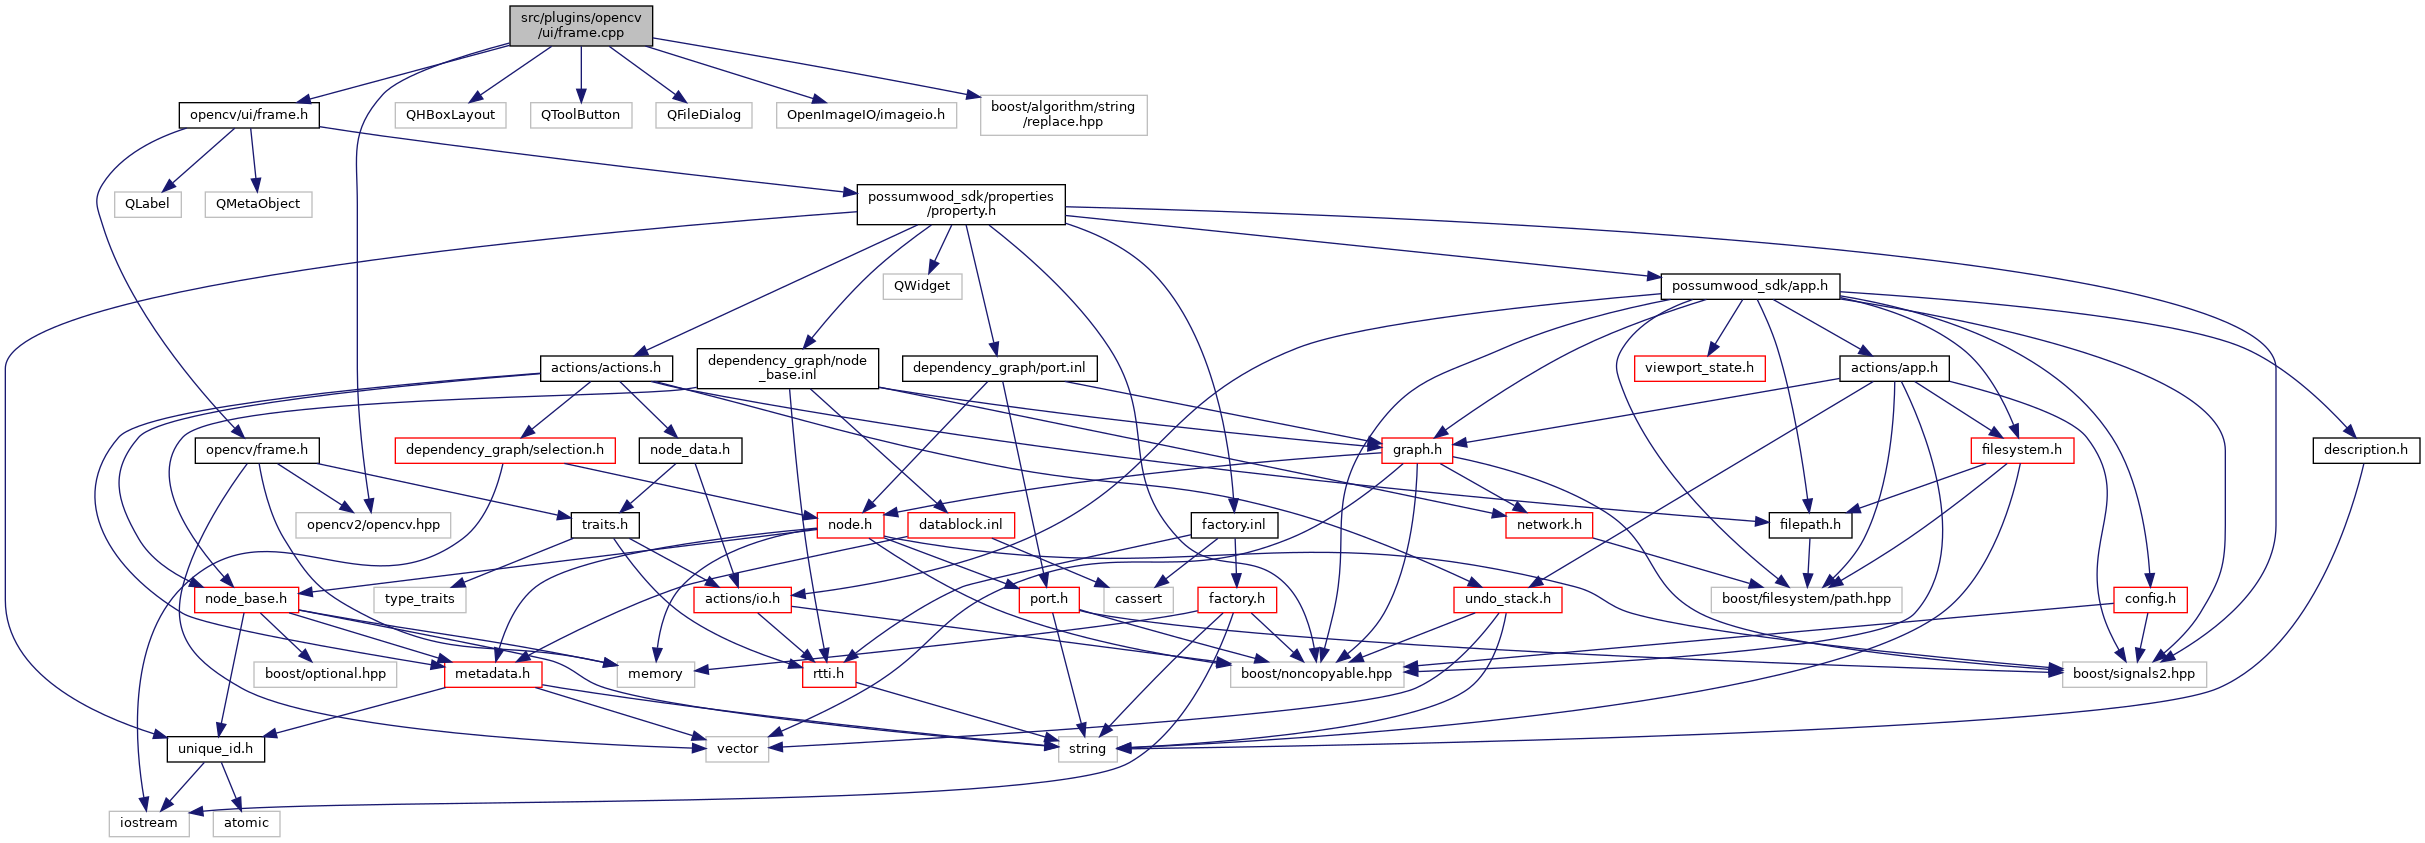 src/plugins/opencv
/ui/frame.cpp
opencv/ui/frame.h
QHBoxLayout
QToolButton
QFileDialog
OpenImageIO/imageio.h
boost/algorithm/string
/replace.hpp
QLabel
QMetaObject
possumwood_sdk/properties
/property.h
QWidget
possumwood_sdk/app.h
actions/actions.h
dependency_graph/node
_base.inl
dependency_graph/port.inl
viewport_state.h
actions/app.h
opencv/frame.h
dependency_graph/selection.h
node_data.h
graph.h
filesystem.h
description.h
opencv2/opencv.hpp
traits.h
node.h
datablock.inl
factory.inl
network.h
filepath.h
node_base.h
type_traits
actions/io.h
port.h
cassert
factory.h
undo_stack.h
boost/filesystem/path.hpp
config.h
boost/optional.hpp
metadata.h
memory
rtti.h
boost/noncopyable.hpp
boost/signals2.hpp
unique_id.h
vector
string
iostream
atomic